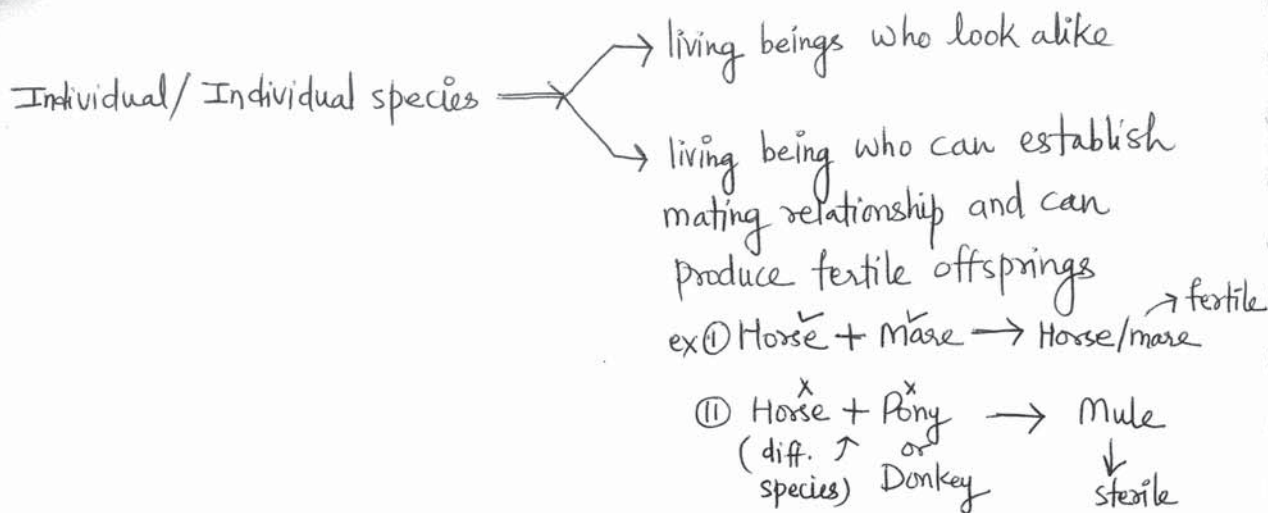 Individual/ Individual species ⟹
→ living beings who look alike
→ living being who can establish
mating relationship and can
produce fertile offsprings
→ fertile
ex ① Horse + Mare → Horse/mare
✓ ✓
x x
② Horse + Pony → Mule
(diff. ↑ or ↓
species) Donkey sterile